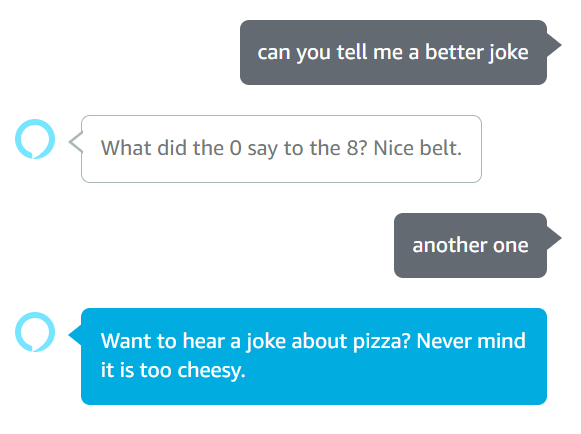 can you tell me a better joke
What did the 0 say to the 8? Nice belt.
another one
Want to hear a joke about pizza? Never mind
it is too cheesy.